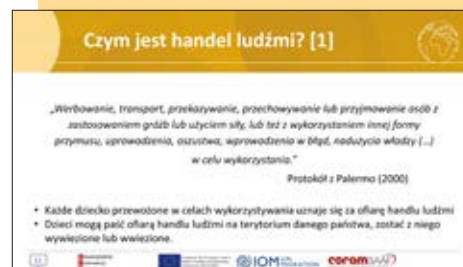 Czym jest handel ludźmi? [1]
„Werbowanie, transport, przekazywanie, przechowywanie lub przyjmowanie osób z
zastosowaniem gróźb lub użyciem siły, lub też z wykorzystaniem innej formy
przymusu, uprowadzenia, oszustwa, wprowadzenia w błąd, nadużycia władzy (...)
w celu wykorzystania.”
Protokół z Palermo (2000)
• Każde dziecko przewożone w celach wykorzystywania uznaje się za ofiarę handlu ludźmi
• Dzieci mogą paść ofiarą handlu ludźmi na terytorium danego państwa, zostać z niego
wywiezione lub wwiezione.
IOM MIGRATION coram BAAF